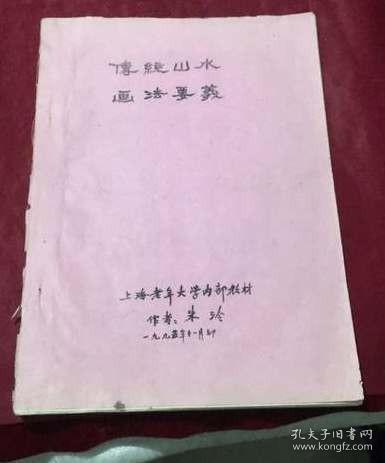 傳統山水
画法要義
上海老年大学内部教材
作者：朱玲
一九九五年十一月印
孔夫子旧书网
www.kongfz.com